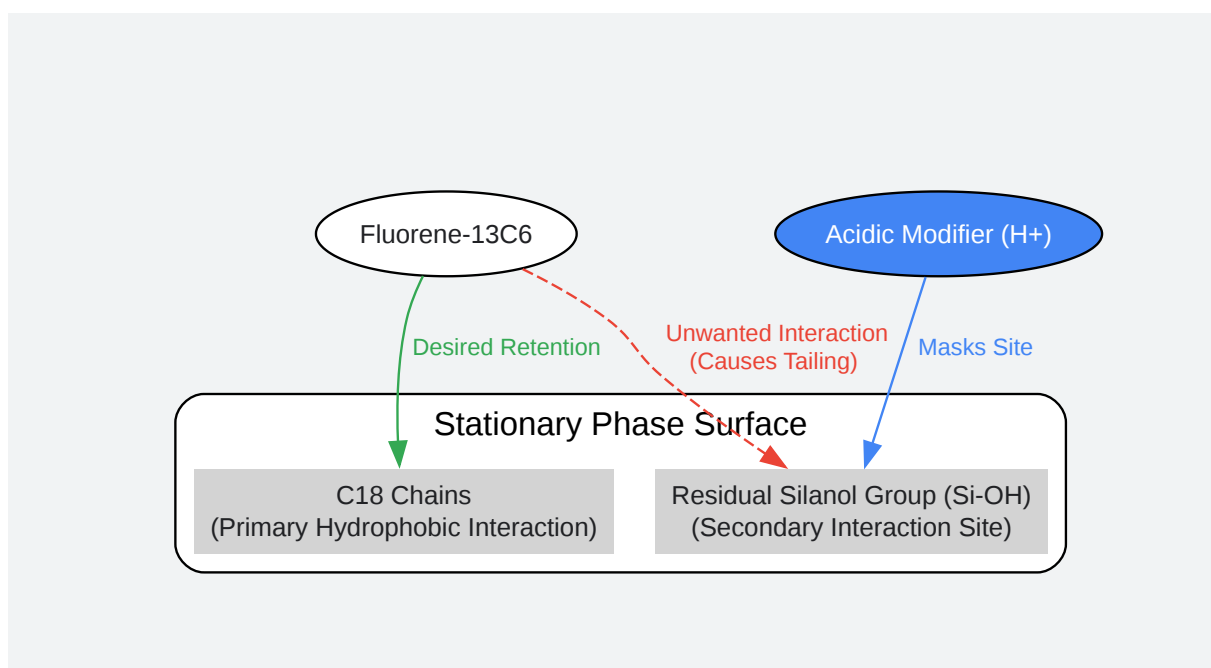 Fluorene-13C6
Acidic Modifier (H+)
Desired Retention
Unwanted Interaction
(Causes Tailing)
Masks Site
Stationary Phase Surface
C18 Chains
(Primary Hydrophobic Interaction)
Residual Silanol Group (Si-OH)
(Secondary Interaction Site)